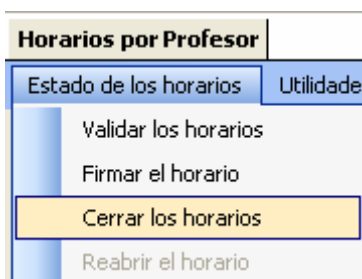 Horarios por Profesor
Estado de los horarios Utilidade
Validar los horarios
Firmar el horario
Cerrar los horarios
Reabrir el horario